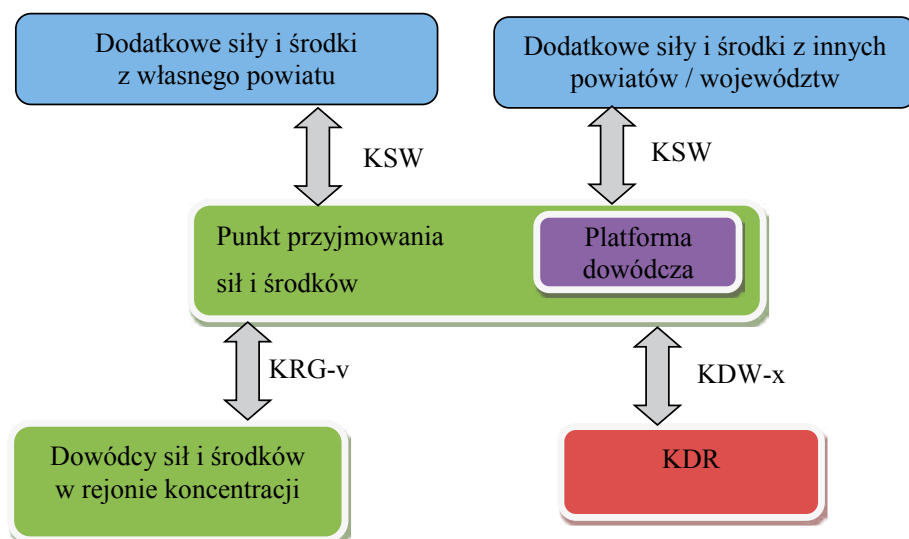 Dodatkowe siły i środki
z własnego powiatu
Dodatkowe siły i środki z innych
powiatów / województw
KSW
KSW
Punkt przyjmowania
sił i środków
Platforma
dowódcza
KRG-v
KDW-x
Dowódcy sił i środków
w rejonie koncentracji
KDR